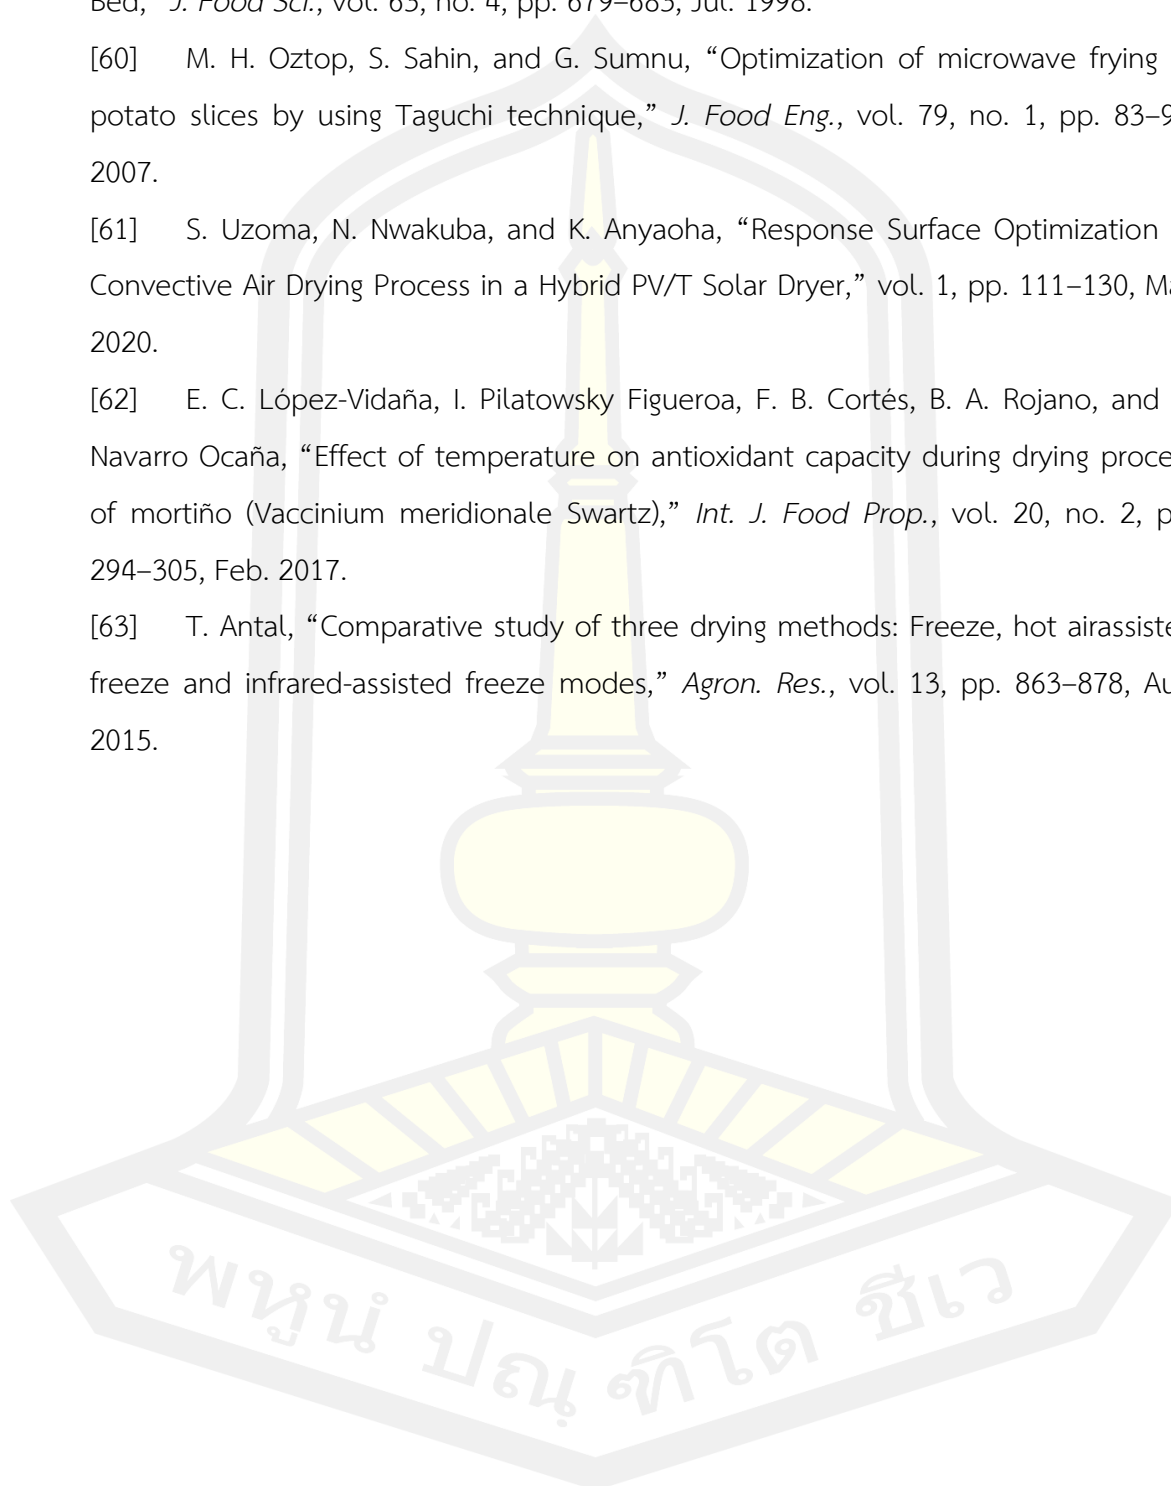 Bed,” J. Food Sci., vol. 63, no. 4, pp. 679–683, Jul. 1998.
[60] M. H. Oztop, S. Sahin, and G. Sumnu, “Optimization of microwave frying
potato slices by using Taguchi technique,” J. Food Eng., vol. 79, no. 1, pp. 83–9
2007.
[61] S. Uzoma, N. Nwakuba, and K. Anyaoha, “Response Surface Optimization
Convective Air Drying Process in a Hybrid PV/T Solar Dryer,” vol. 1, pp. 111–130, Ma
2020.
[62] E. C. López-Vidaña, I. Pilatowsky Figueroa, F. B. Cortés, B. A. Rojano, and
Navarro Ocaña, “Effect of temperature on antioxidant capacity during drying proce
of mortiño (Vaccinium meridionale Swartz),” Int. J. Food Prop., vol. 20, no. 2, p
294–305, Feb. 2017.
[63] T. Antal, “Comparative study of three drying methods: Freeze, hot airassiste
freeze and infrared-assisted freeze modes,” Agron. Res., vol. 13, pp. 863–878, Au
2015.
พหูนํ ปณฺฑิโต ชีเว